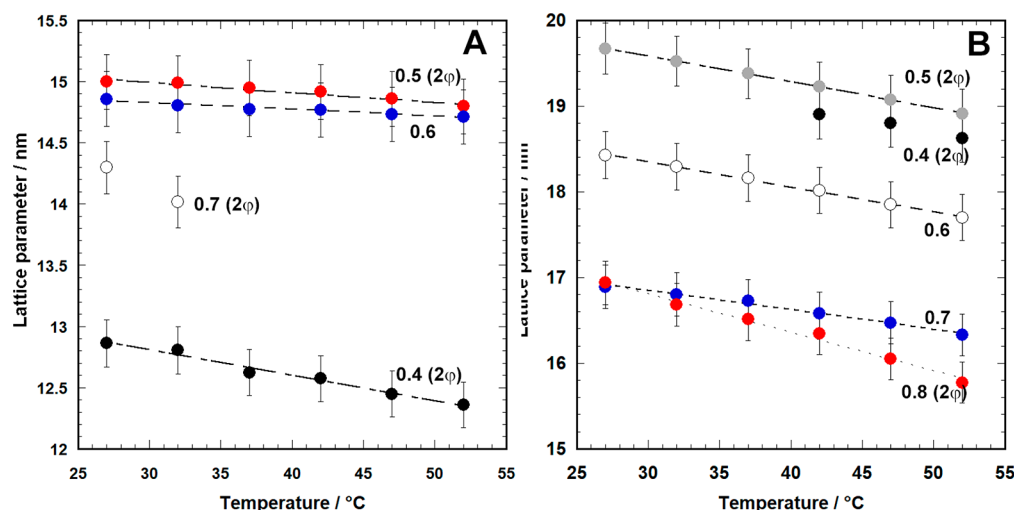 A
15.5
15
14.5
14
13.5
13
12.5
12
0.5 (2φ)
0.6
0.7 (2φ)
0.4 (2φ)
25 30 35 40 45 50 55
Temperature / °C
Lattice parameter / nm
B
20
19
18
17
16
15
0.5 (2φ)
0.4 (2φ)
0.6
0.7
0.8 (2φ)
25 30 35 40 45 50 55
Temperature / °C
Lattice parameter / nm